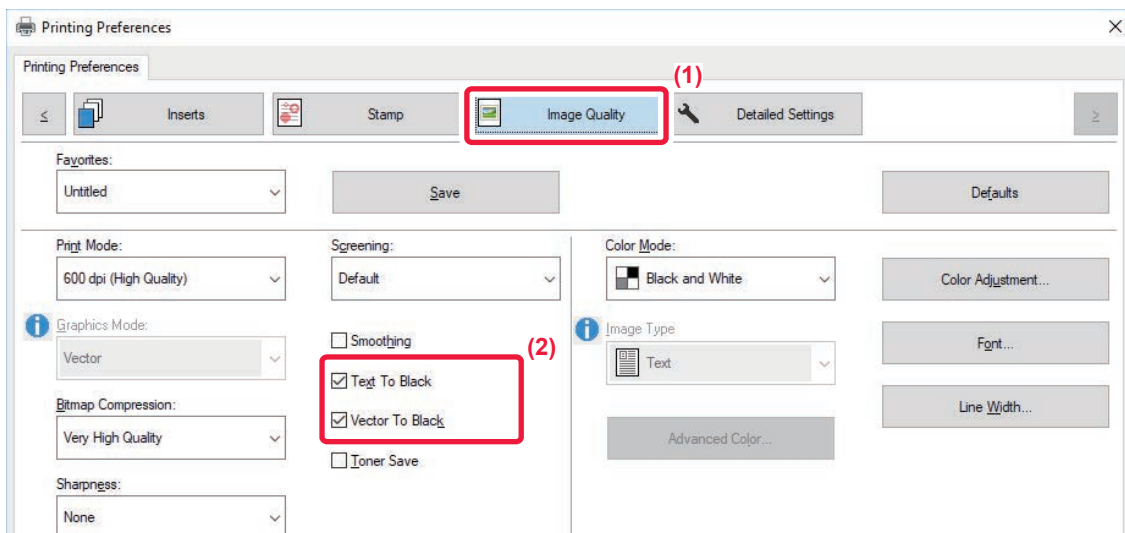 Printing Preferences
Printing Preferences
(1)
≤ Inserts Stamp Image Quality Detailed Settings ≥
Favorites:
Untitled Save Defaults
Print Mode: Screening: Color Mode:
600 dpi (High Quality) Default Black and White Color Adjustment...
Graphics Mode: Smoothing (2) Image Type Font...
Vector Text To Black Text
Bitmap Compression: Vector To Black Line Width...
Very High Quality Toner Save Advanced Color...
Sharpness:
None